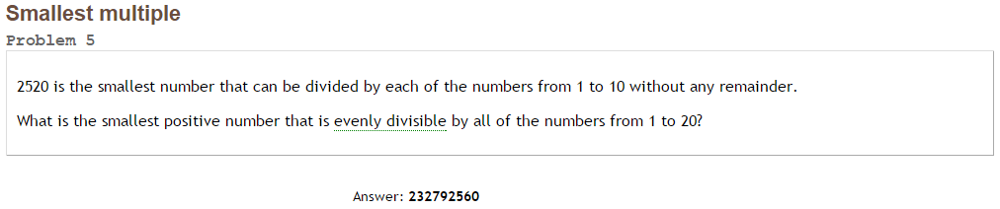 Smallest multiple
Problem 5
2520 is the smallest number that can be divided by each of the numbers from 1 to 10 without any remainder.
What is the smallest positive number that is evenly divisible by all of the numbers from 1 to 20?
Answer: 232792560